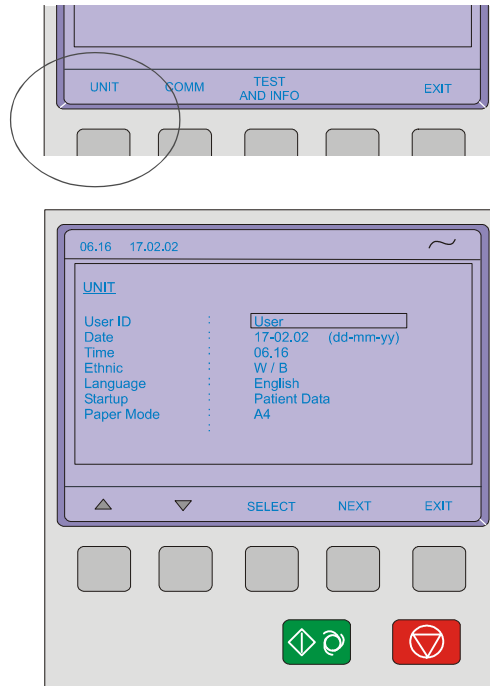 UNIT COMM TEST AND INFO EXIT
06.16 17.02.02
UNIT
User ID : User
Date : 17-02.02 (dd-mm-yy)
Time : 06.16
Ethnic : W / B
Language : English
Startup : Patient Data
Paper Mode : A4
:
SELECT NEXT EXIT